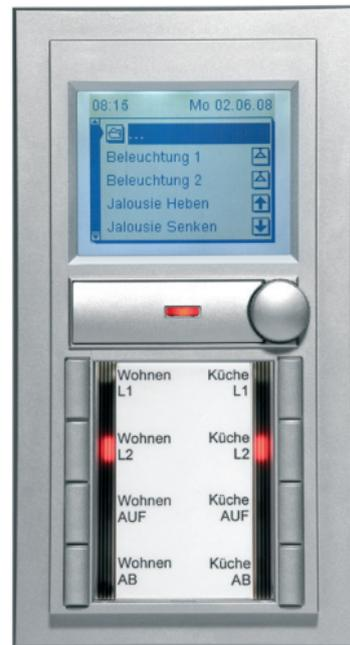 08:15 Mo 02.06.08
...
Beleuchtung 1
Beleuchtung 2
Jalousie Heben
Jalousie Senken
Wohnen Küche
L1 L1
Wohnen Küche
L2 L2
Wohnen Küche
AUF AUF
Wohnen Küche
AB AB